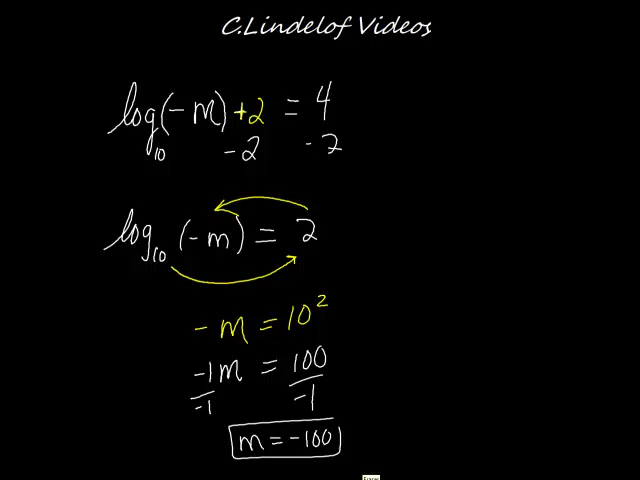 C.Lindelof Videos
log₁₀(-m) +2 = 4
-2 -2
log₁₀(-m) = 2
-m = 10²
-1m = 100
-1 -1
m = -100